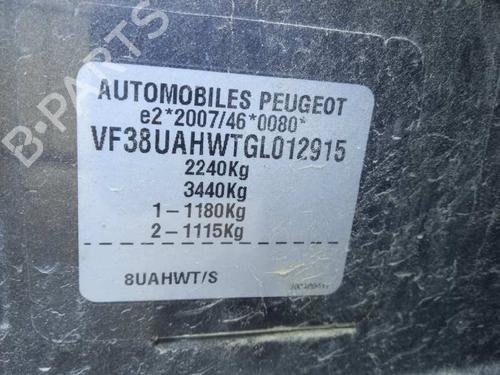 B-PARTS
AUTOMOBILES PEUGEOT
e2*2007/46*0080*
VF38UAHWTGL012915
2240Kg
3440Kg
1-1180Kg
2-1115Kg
8UAHWT/S